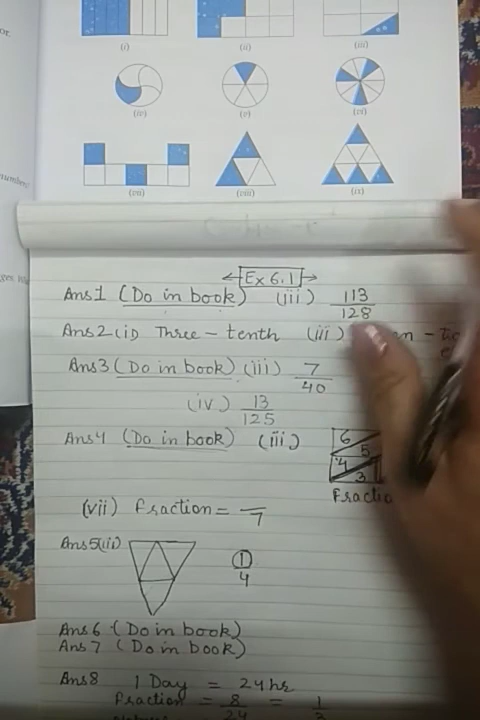 or.
(i) (ii) (iii)
(iv) (v) (vi)
(vii) (viii) (ix)
Ex 6.1
Ans1 (Do in book) (ii) 113/128
Ans2 (i) Three - tenth (ii)
Ans3 (Do in book) (iii) 7/40
(iv) 13/125
Ans4 (Do in book) (iii) 6 5 4 3
Fractio
(vii) Fraction = /7
Ans5(ii) 1/4
Ans6 (Do in book)
Ans7 (Do in book)
Ans8 1 Day = 24hr
Fraction = 8/24 = 1/3